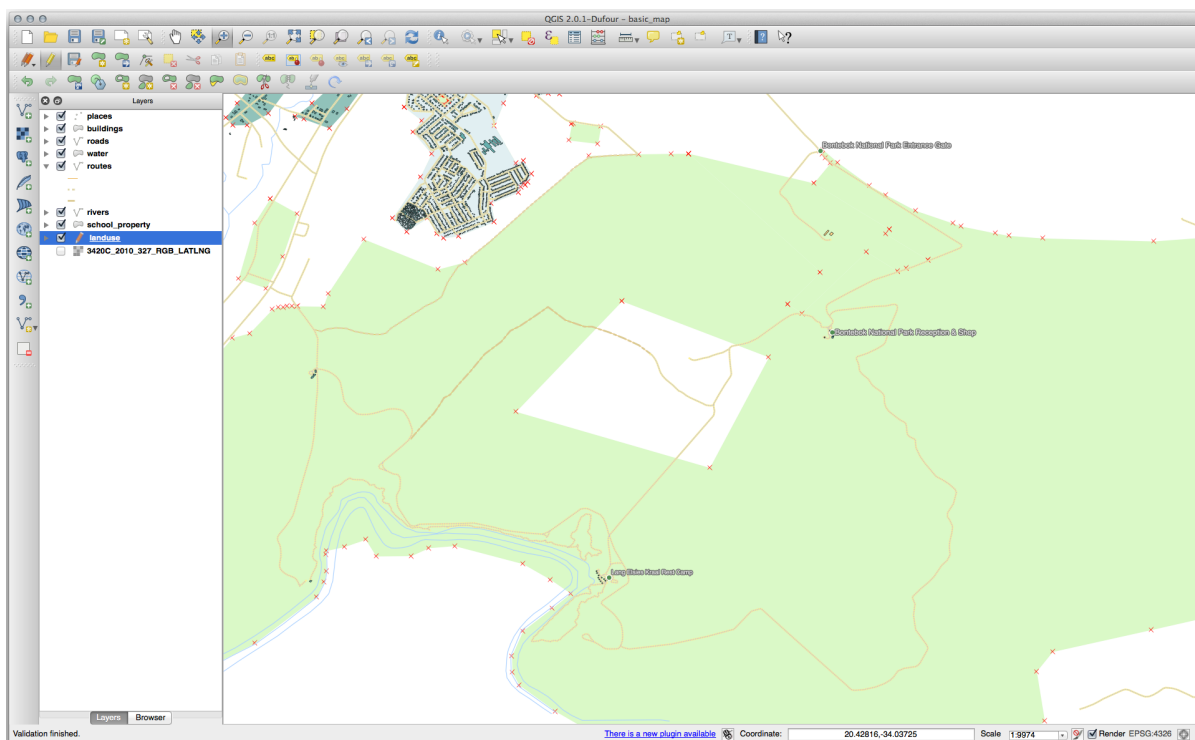 QGIS 2.0.1-Dufour - basic_map
Layers
places
buildings
roads
water
routes
rivers
school_property
landuse
3420C_2010_327_RGB_LATLNG
Bontebok National Park Entrance Gate
Bontebok National Park Reception & Shop
Lang Elsies Kraal Rest Camp
Layers Browser
Validation finished.
There is a new plugin available
Coordinate: 20.42816,-34.03725
Scale 1:9974
Render EPSG:4326